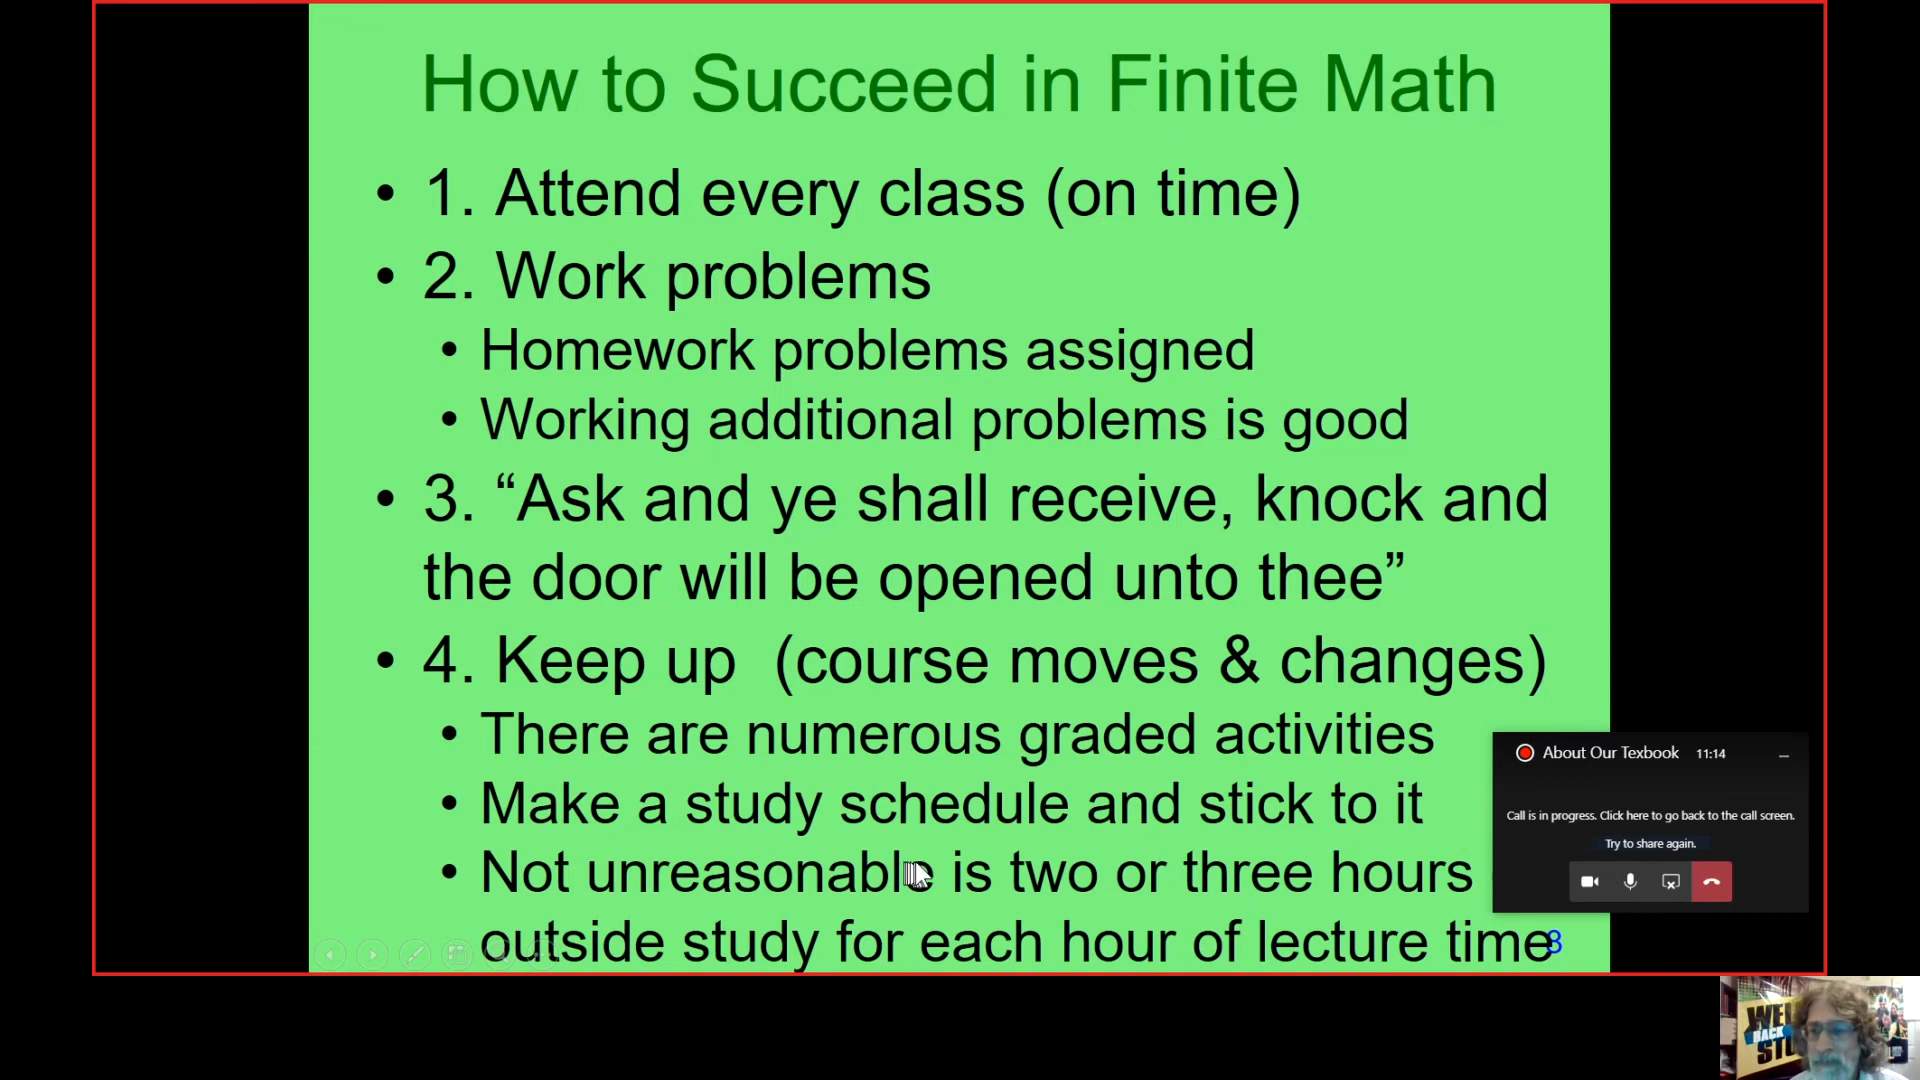 How to Succeed in Finite Math
• 1. Attend every class (on time)
• 2. Work problems
• Homework problems assigned
• Working additional problems is good
• 3. “Ask and ye shall receive, knock and
the door will be opened unto thee”
• 4. Keep up (course moves & changes)
• There are numerous graded activities
• Make a study schedule and stick to it
• Not unreasonable is two or three hours
outside study for each hour of lecture time
3
About Our Texbook 11:14
Call is in progress. Click here to go back to the call screen.
Try to share again.
BACK